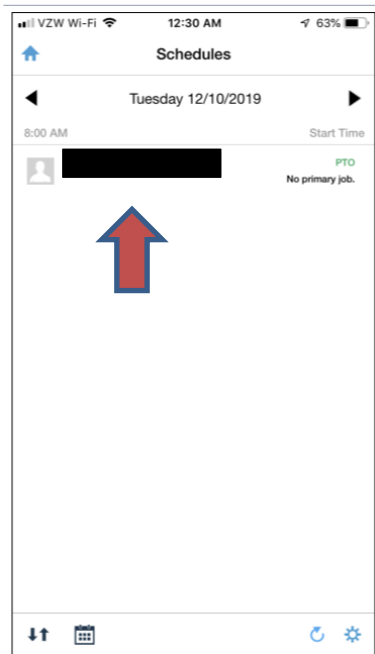 VZW Wi-Fi 12:30 AM 63%
Schedules
Tuesday 12/10/2019
8:00 AM Start Time
PTO
No primary job.